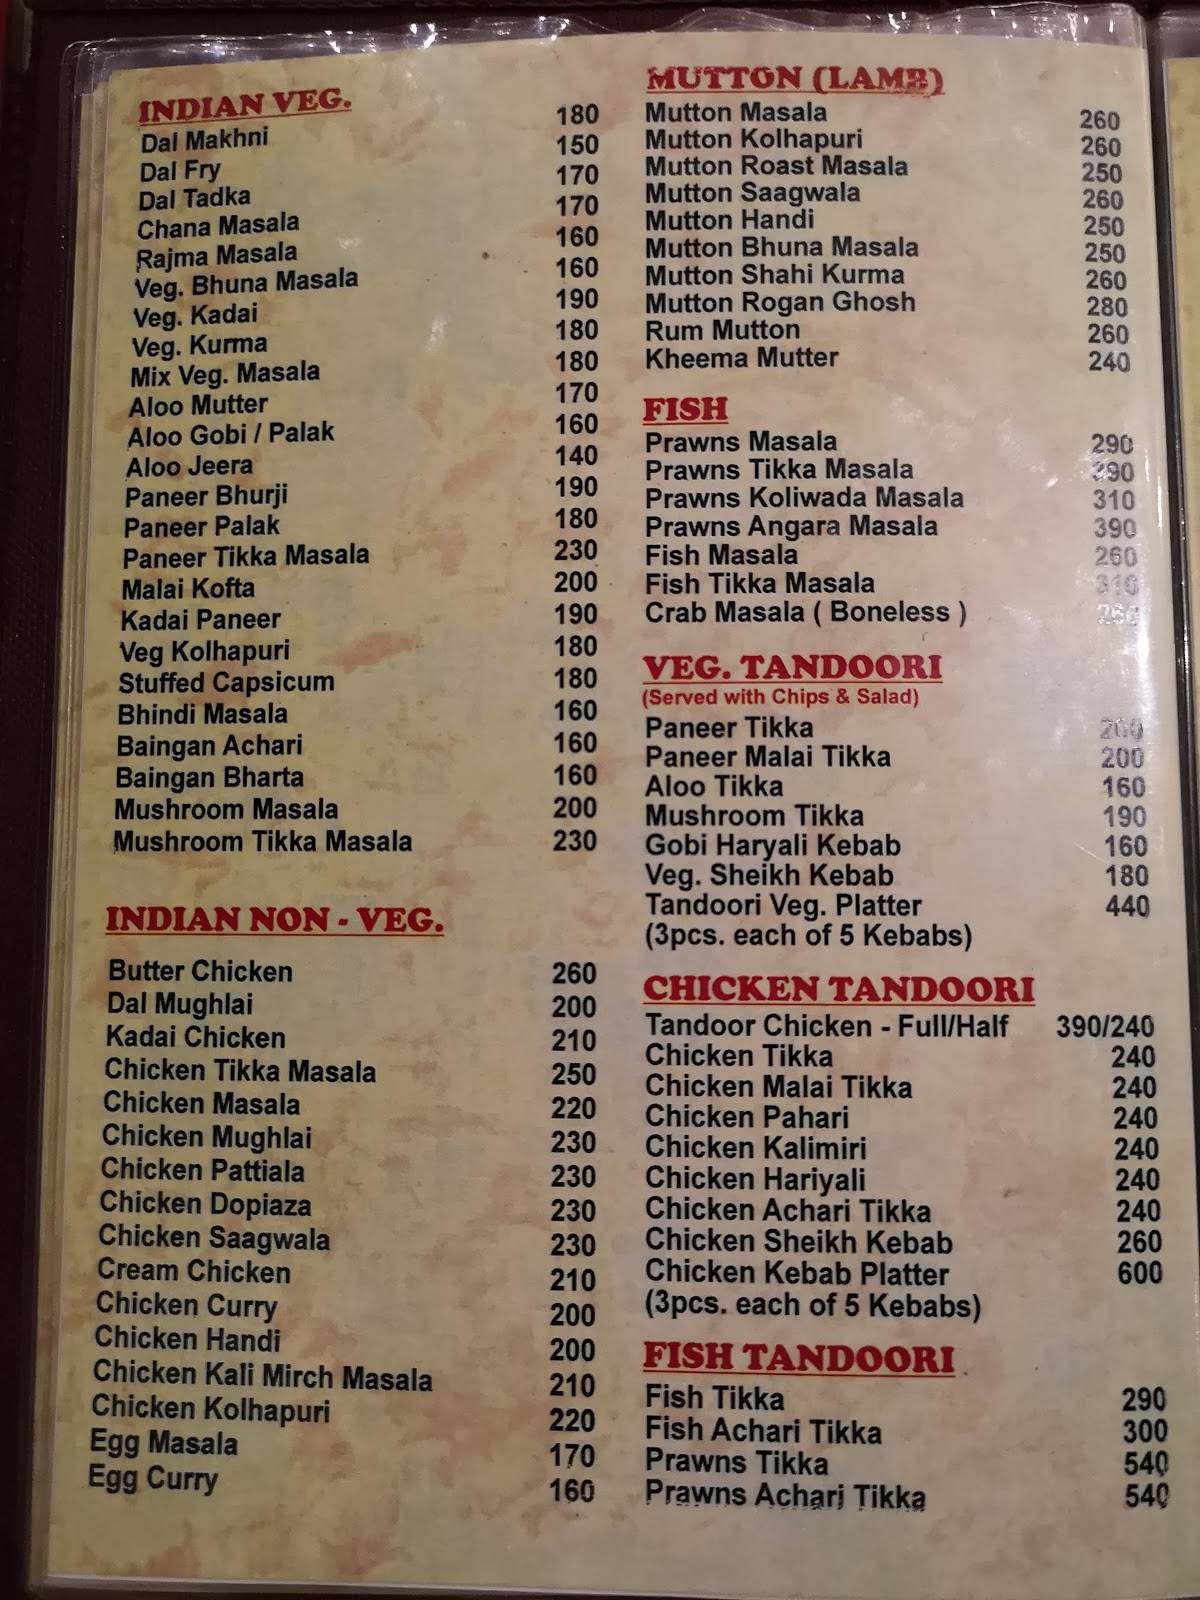 INDIAN VEG.
Dal Makhni 180
Dal Fry 150
Dal Tadka 170
Chana Masala 170
Rajma Masala 160
Veg. Bhuna Masala 160
Veg. Kadai 190
Veg. Kurma 180
Mix Veg. Masala 180
Aloo Mutter 170
Aloo Gobi / Palak 160
Aloo Jeera 140
Paneer Bhurji 190
Paneer Palak 180
Paneer Tikka Masala 230
Malai Kofta 200
Kadai Paneer 190
Veg Kolhapuri 180
Stuffed Capsicum 180
Bhindi Masala 160
Baingan Achari 160
Baingan Bharta 160
Mushroom Masala 200
Mushroom Tikka Masala 230
INDIAN NON - VEG.
Butter Chicken 260
Dal Mughlai 200
Kadai Chicken 210
Chicken Tikka Masala 250
Chicken Masala 220
Chicken Mughlai 230
Chicken Pattiala 230
Chicken Dopiaza 230
Chicken Saagwala 230
Cream Chicken 210
Chicken Curry 200
Chicken Handi 200
Chicken Kali Mirch Masala 210
Chicken Kolhapuri 220
Egg Masala 170
Egg Curry 160
MUTTON (LAMB)
Mutton Masala 260
Mutton Kolhapuri 260
Mutton Roast Masala 250
Mutton Saagwala 260
Mutton Handi 250
Mutton Bhuna Masala 250
Mutton Shahi Kurma 260
Mutton Rogan Ghosh 280
Rum Mutton 260
Kheema Mutter 240
FISH
Prawns Masala 290
Prawns Tikka Masala
Prawns Koliwada Masala 310
Prawns Angara Masala 390
Fish Masala 260
Fish Tikka Masala 310
Crab Masala ( Boneless )
VEG. TANDOORI
(Served with Chips & Salad)
Paneer Tikka 200
Paneer Malai Tikka 200
Aloo Tikka 160
Mushroom Tikka 190
Gobi Haryali Kebab 160
Veg. Sheikh Kebab 180
Tandoori Veg. Platter 440
(3pcs. each of 5 Kebabs)
CHICKEN TANDOORI
Tandoor Chicken - Full/Half 390/240
Chicken Tikka 240
Chicken Malai Tikka 240
Chicken Pahari 240
Chicken Kalimiri 240
Chicken Hariyali 240
Chicken Achari Tikka 240
Chicken Sheikh Kebab 260
Chicken Kebab Platter 600
(3pcs. each of 5 Kebabs)
FISH TANDOORI
Fish Tikka 290
Fish Achari Tikka 300
Prawns Tikka 540
Prawns Achari Tikka 540